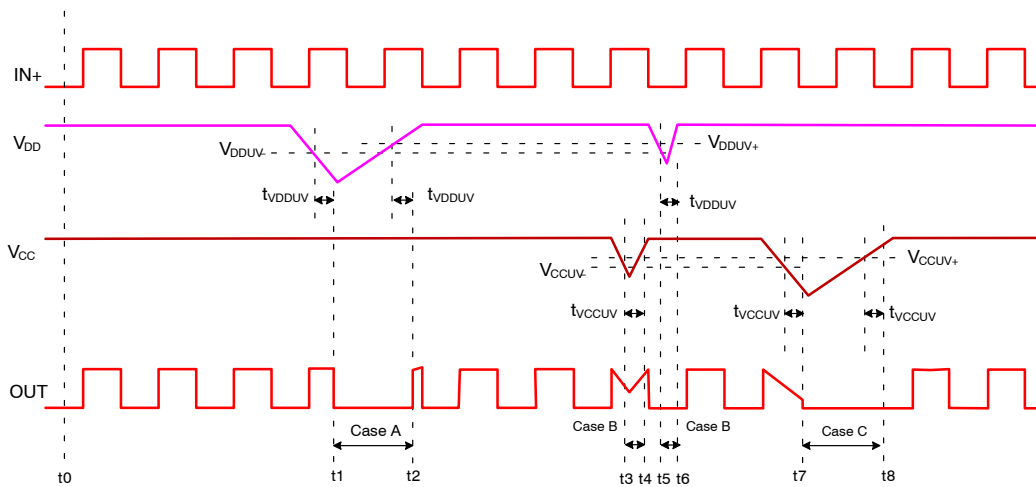 IN+
VDD
VDDUV-
VDDUV+
tVDDUV
tVDDUV
tVDDUV
VCC
VCCUV-
VCCUV+
tVCCUV
tVCCUV
tVCCUV
OUT
Case A
Case B
Case B
Case C
t0
t1
t2
t3
t4
t5
t6
t7
t8